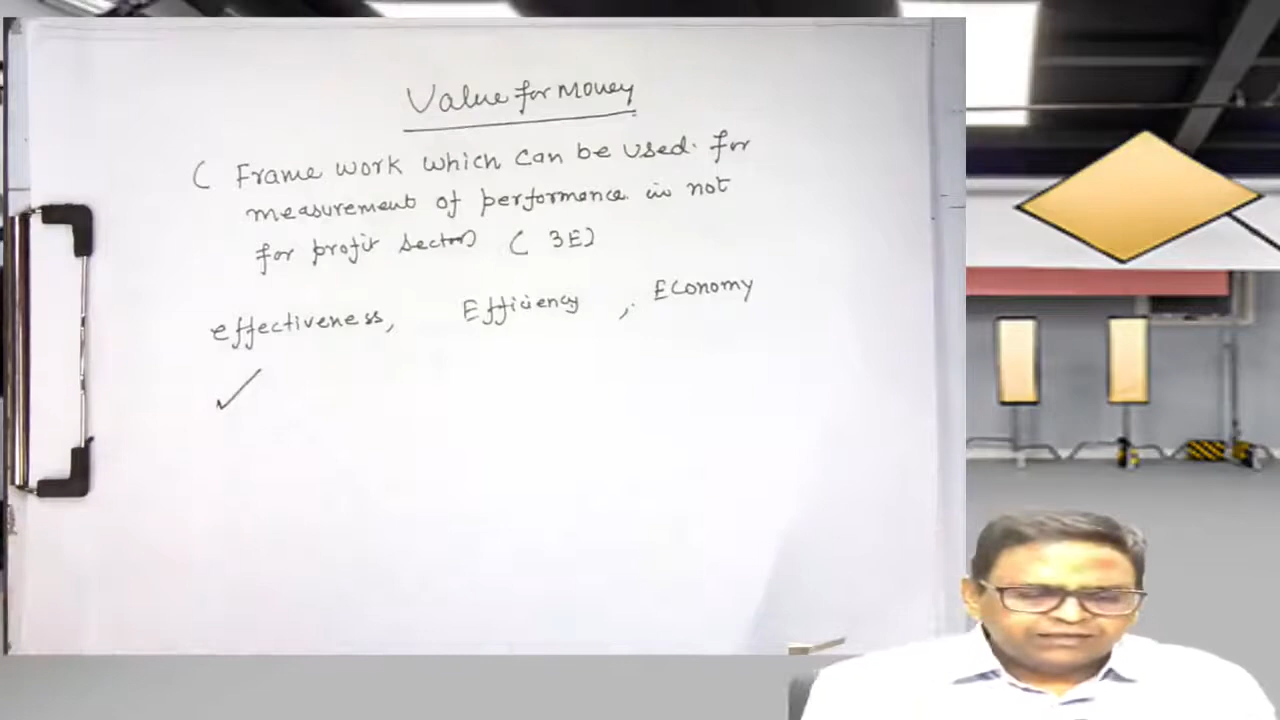 Value for Money
( Frame work which can be used for
measurement of performance in not
for profit sector ( 3E)
effectiveness, Efficiency, Economy